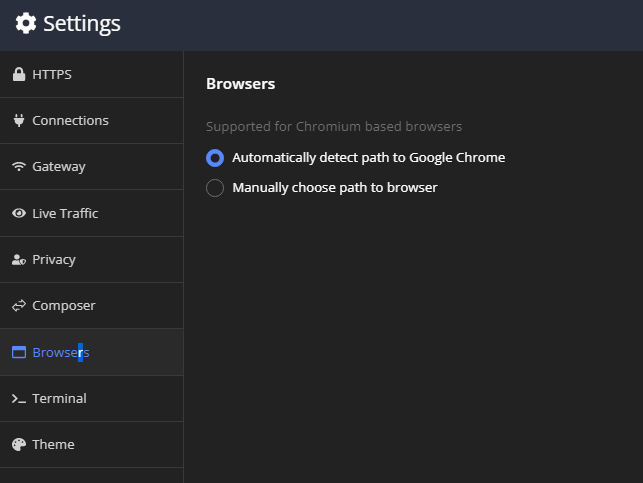 Settings
HTTPS
Connections
Gateway
Live Traffic
Privacy
Composer
Browsers
Terminal
Theme
Browsers
Supported for Chromium based browsers
Automatically detect path to Google Chrome
Manually choose path to browser